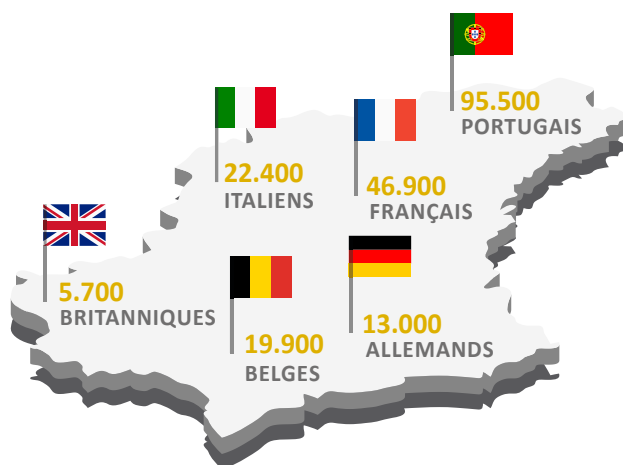 95.500
PORTUGAIS
22.400
ITALIENS
46.900
FRANÇAIS
5.700
BRITANNIQUES
19.900
BELGES
13.000
ALLEMANDS